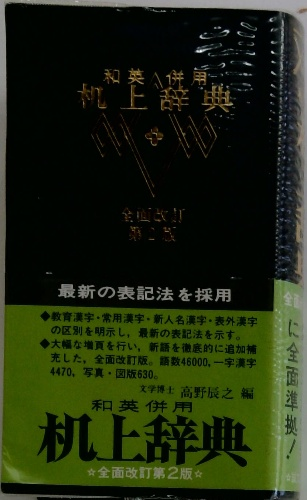 和英併用
机上辞典
全面改訂
第2版
最新の表記法を採用
◆教育漢字・常用漢字・新人名漢字・表外漢字
の区別を明示し，最新の表記法を示す。
◆大幅な増頁を行い，新語を徹底的に追加補
充した，全面改訂版。語数46000，一字漢字
4470，写真・図版630。
文学博士 高野辰之 編
和英併用
机上辞典
☆全面改訂第2版☆
に全面準拠！